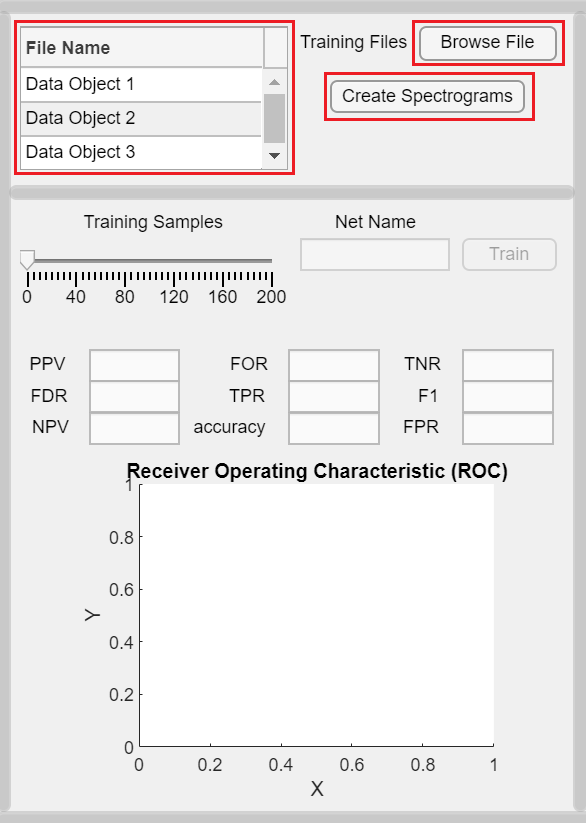 File Name
Data Object 1
Data Object 2
Data Object 3
Training Files
Browse File
Create Spectrograms
Training Samples
0 40 80 120 160 200
Net Name
Train
PPV FOR TNR
FDR TPR F1
NPV accuracy FPR
Receiver Operating Characteristic (ROC)
1
0.8
0.6
Y
0.4
0.2
0
0 0.2 0.4 0.6 0.8 1
X